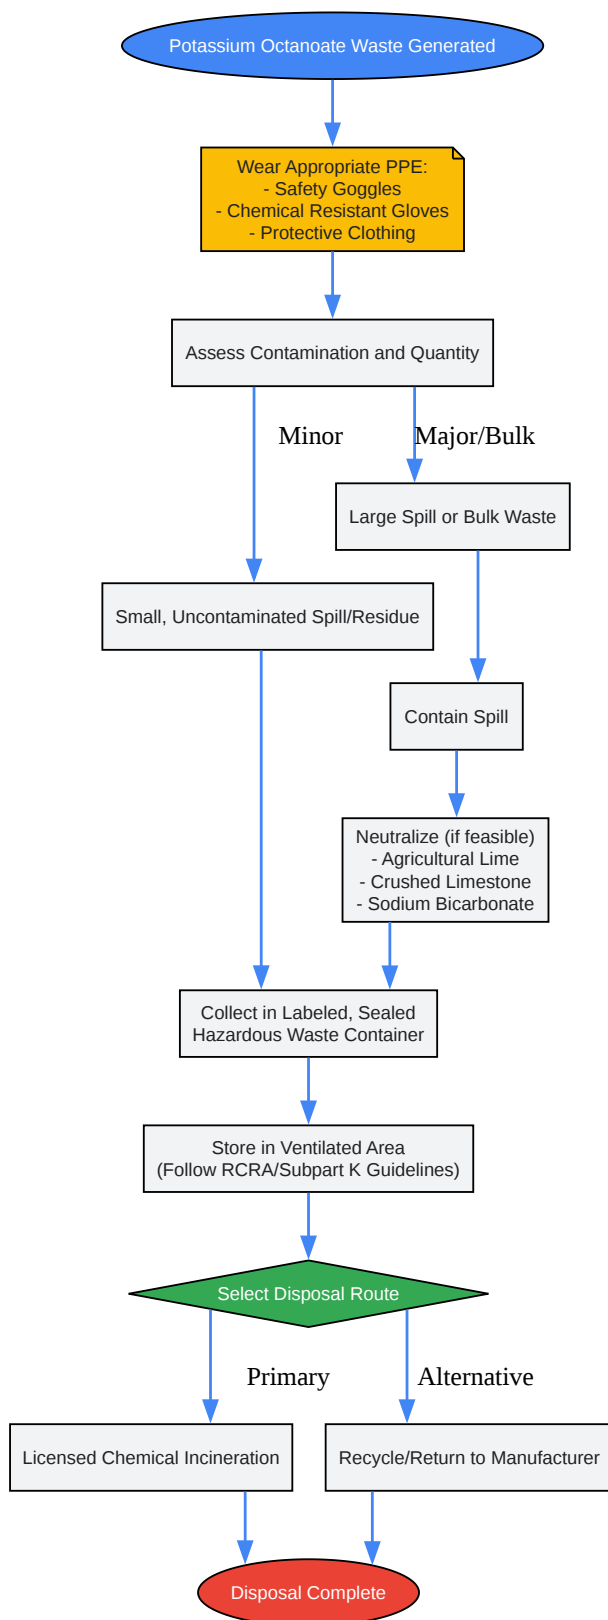 Potassium Octanoate Waste Generated
Wear Appropriate PPE:
- Safety Goggles
- Chemical Resistant Gloves
- Protective Clothing
Assess Contamination and Quantity
Minor
Major/Bulk
Large Spill or Bulk Waste
Small, Uncontaminated Spill/Residue
Contain Spill
Neutralize (if feasible)
- Agricultural Lime
- Crushed Limestone
- Sodium Bicarbonate
Collect in Labeled, Sealed
Hazardous Waste Container
Store in Ventilated Area
(Follow RCRA/Subpart K Guidelines)
Select Disposal Route
Primary
Alternative
Licensed Chemical Incineration
Recycle/Return to Manufacturer
Disposal Complete